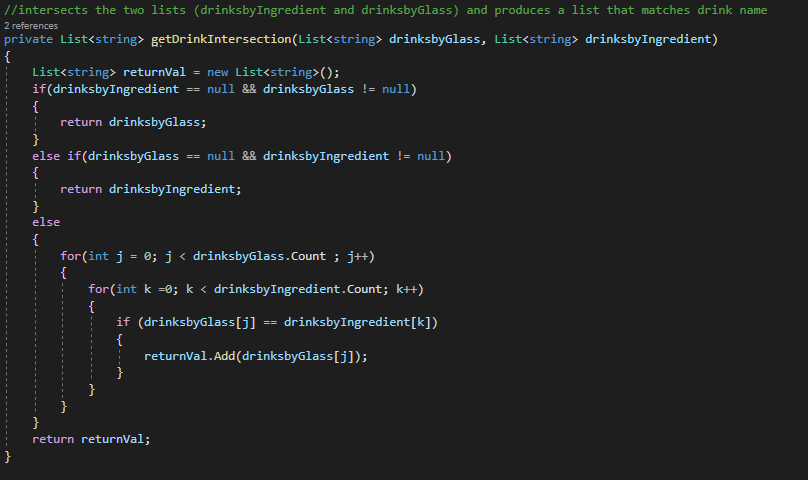 //intersects the two lists (drinksbyIngredient and drinksbyGlass) and produces a list that matches drink name
2 references
private List<string> getDrinkIntersection(List<string> drinksbyGlass, List<string> drinksbyIngredient)
{
List<string> returnVal = new List<string>();
if(drinksbyIngredient == null && drinksbyGlass != null)
{
return drinksbyGlass;
}
else if(drinksbyGlass == null && drinksbyIngredient != null)
{
return drinksbyIngredient;
}
else
{
for(int j = 0; j < drinksbyGlass.Count ; j++)
{
for(int k =0; k < drinksbyIngredient.Count; k++)
{
if (drinksbyGlass[j] == drinksbyIngredient[k])
{
returnVal.Add(drinksbyGlass[j]);
}
}
}
}
return returnVal;
}